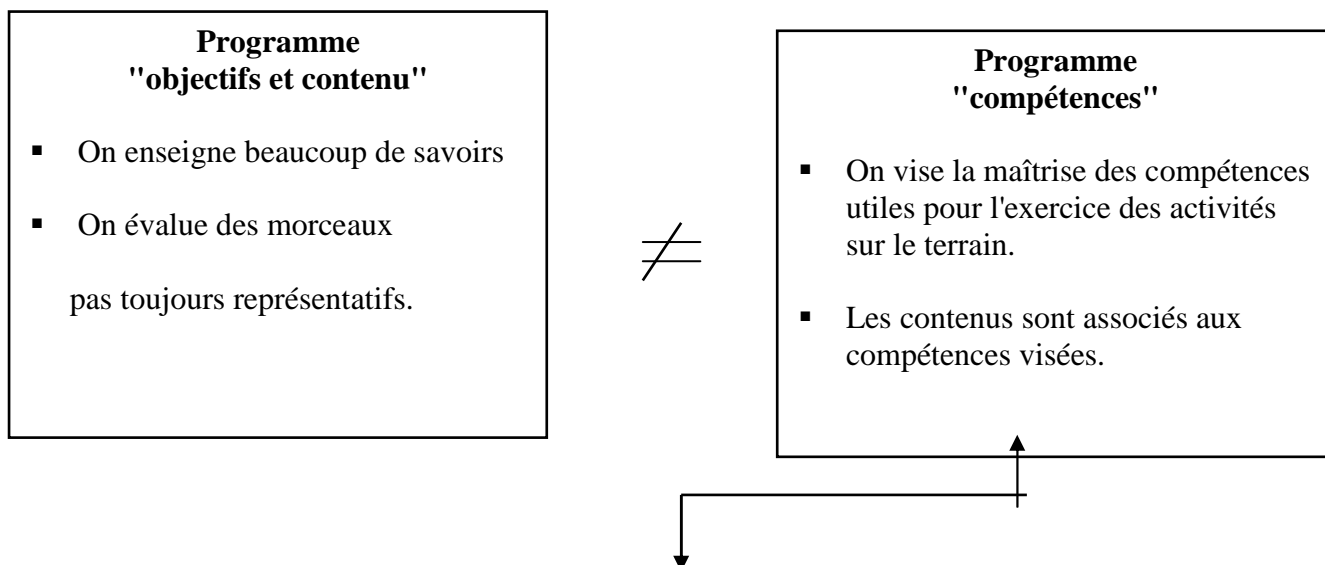 Programme
"objectifs et contenu"
▪ On enseigne beaucoup de savoirs
▪ On évalue des morceaux
pas toujours représentatifs.
≠
Programme
"compétences"
▪ On vise la maîtrise des compétences
utiles pour l'exercice des activités
sur le terrain.
▪ Les contenus sont associés aux
compétences visées.